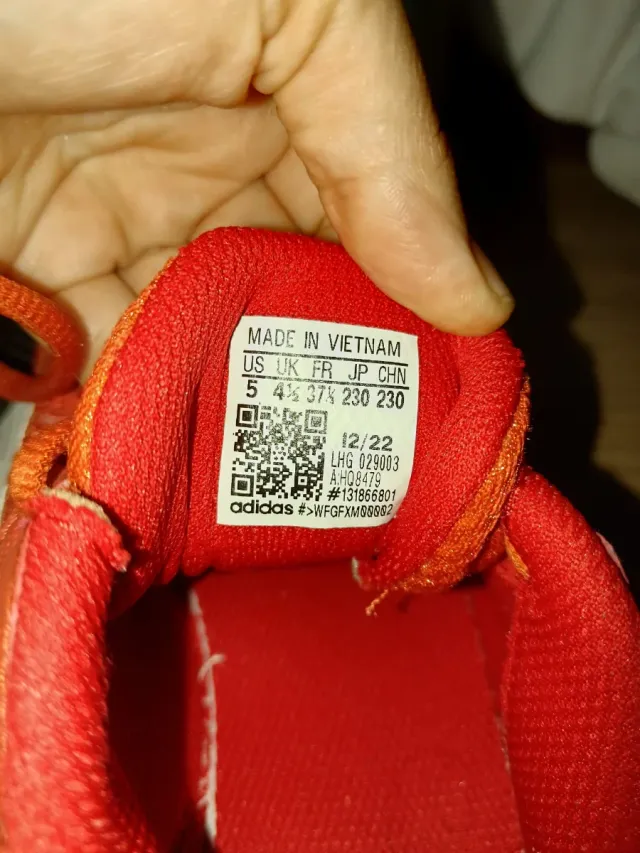 MADE IN VIETNAM
US UK FR JP CHN
5 4½ 37⅓ 230 230
12/22
LHG 029003
A:HQ8479
#131866801
adidas #>WFGFXM00002